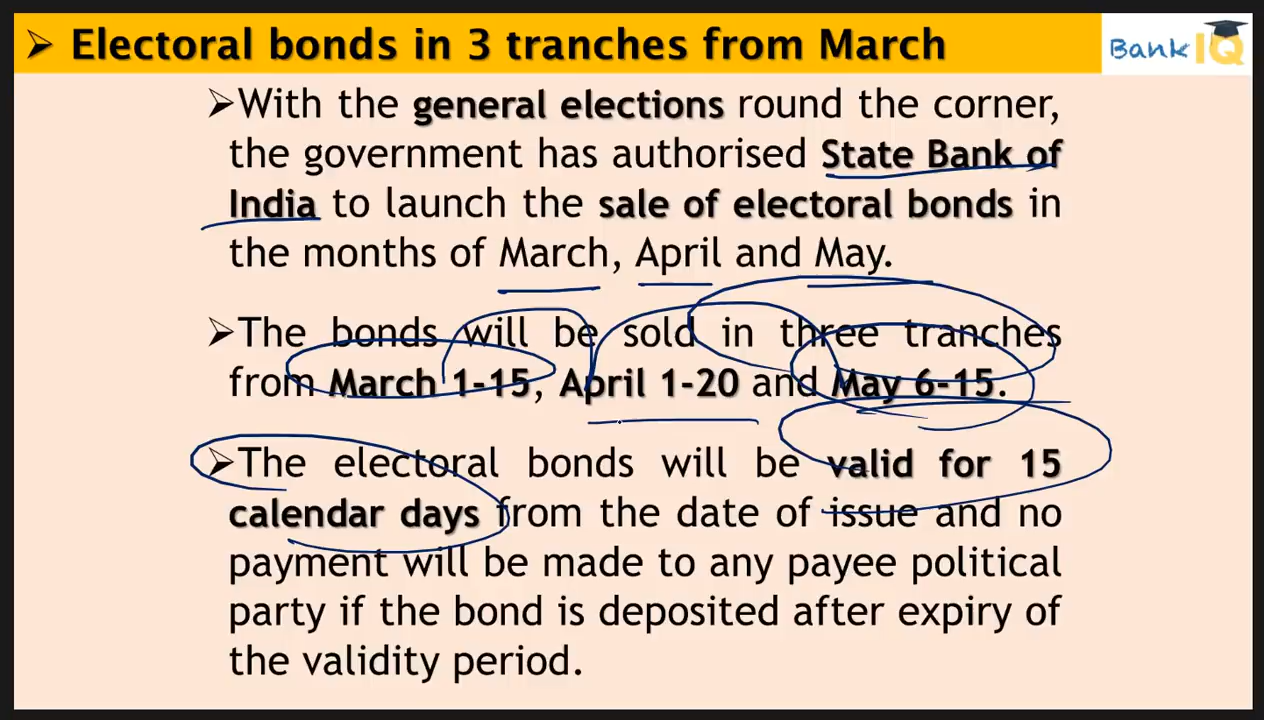 ➢ Electoral bonds in 3 tranches from March
Bank IQ
➢With the general elections round the corner,
the government has authorised State Bank of
India to launch the sale of electoral bonds in
the months of March, April and May.
➢The bonds will be sold in three tranches
from March 1-15, April 1-20 and May 6-15.
➢The electoral bonds will be valid for 15
calendar days from the date of issue and no
payment will be made to any payee political
party if the bond is deposited after expiry of
the validity period.